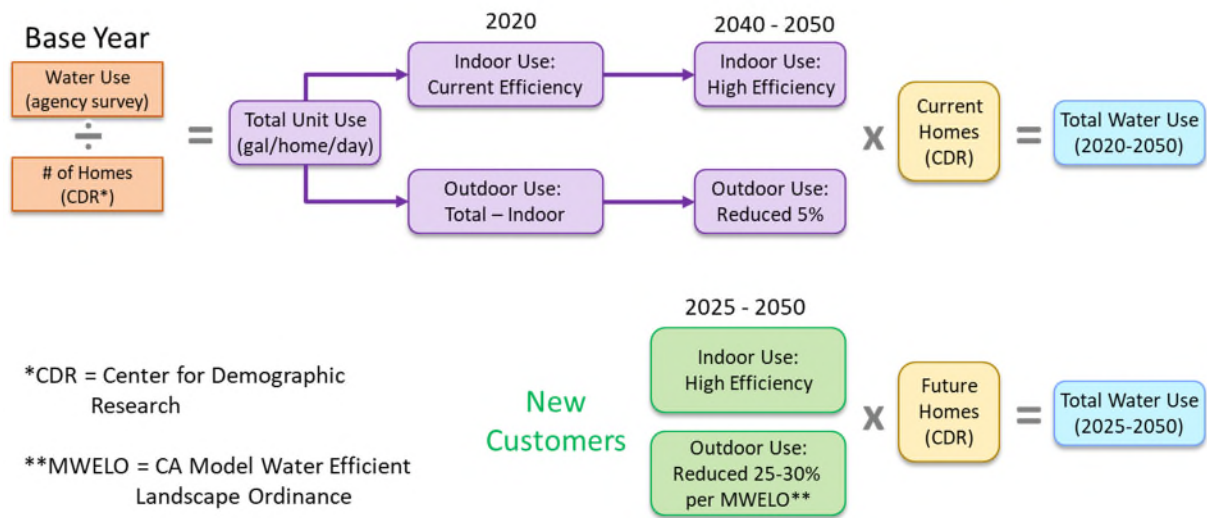 Base Year
Water Use
(agency survey)
÷
# of Homes
(CDR*)
=
Total Unit Use
(gal/home/day)
2020
Indoor Use:
Current Efficiency
Outdoor Use:
Total – Indoor
2040 - 2050
Indoor Use:
High Efficiency
Outdoor Use:
Reduced 5%
x
Current
Homes
(CDR)
=
Total Water Use
(2020-2050)
New
Customers
2025 - 2050
Indoor Use:
High Efficiency
Outdoor Use:
Reduced 25-30%
per MWELO**
x
Future
Homes
(CDR)
=
Total Water Use
(2025-2050)
*CDR = Center for Demographic
Research
**MWELO = CA Model Water Efficient
Landscape Ordinance